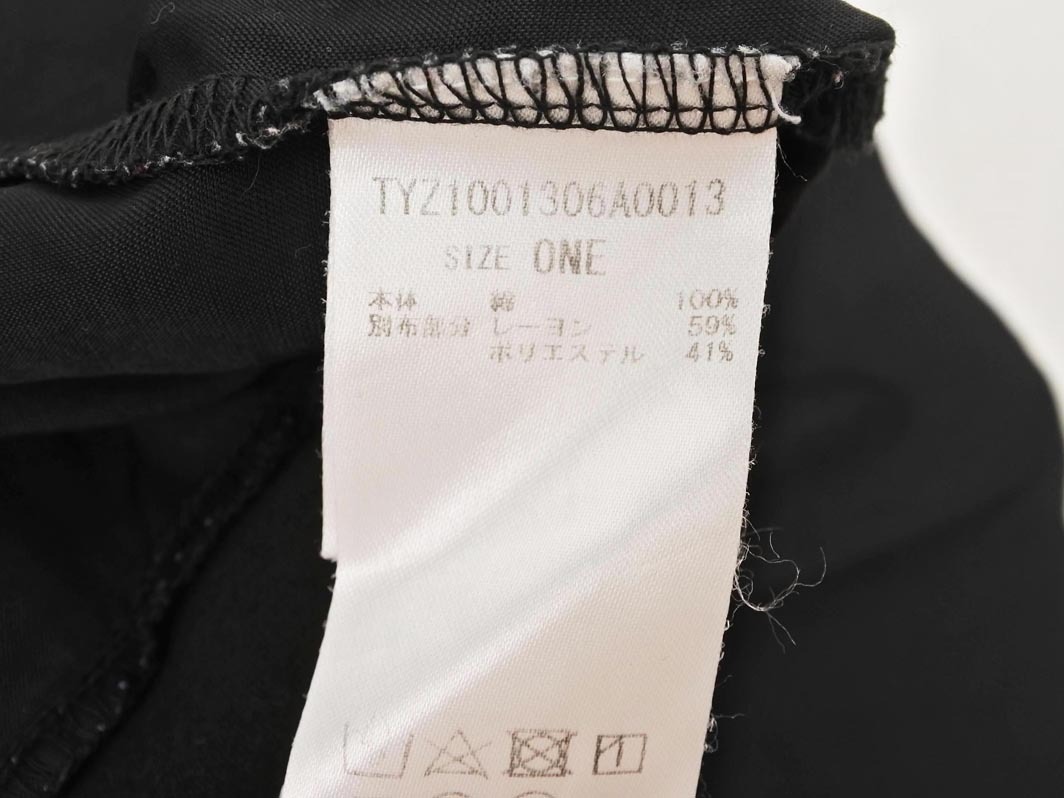 TYZ1001306A0013
SIZE ONE
本体 綿 100%
別布部分 レーヨン 59%
ポリエステル 41%